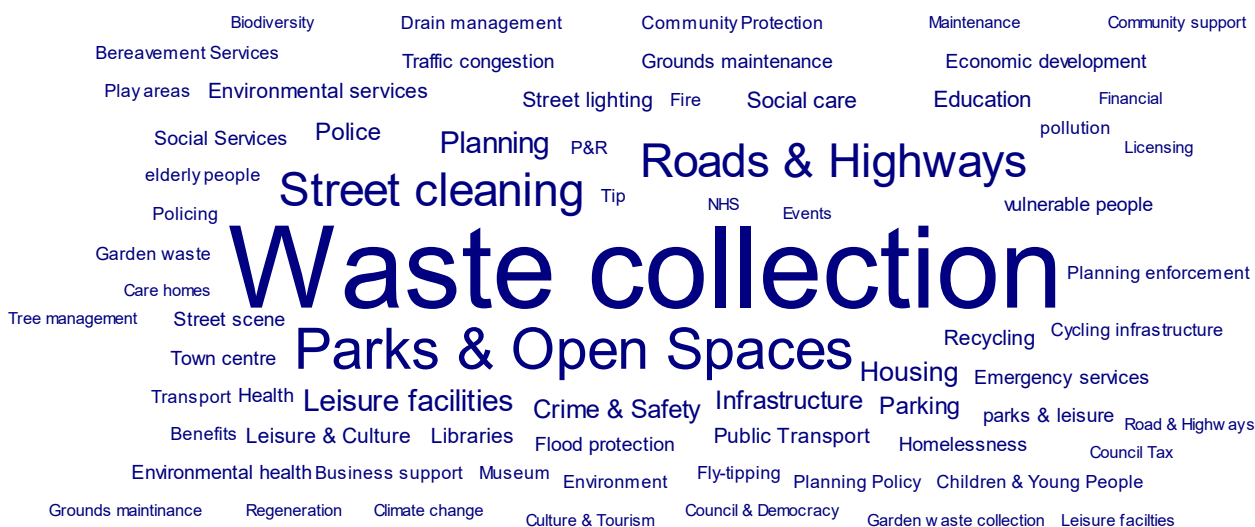 Biodiversity
Drain management
Community Protection
Maintenance
Community support
Bereavement Services
Traffic congestion
Grounds maintenance
Economic development
Play areas
Environmental services
Street lighting
Fire
Social care
Education
Financial
Social Services
Police
Planning
P&R
Roads & Highways
pollution
Licensing
elderly people
Street cleaning
Tip
NHS
Events
vulnerable people
Policing
Garden waste
Waste collection
Planning enforcement
Care homes
Tree management
Street scene
Parks & Open Spaces
Recycling
Cycling infrastructure
Town centre
Housing
Emergency services
Transport
Health
Leisure facilities
Crime & Safety
Infrastructure
Parking
parks & leisure
Road & Highways
Benefits
Leisure & Culture
Libraries
Flood protection
Public Transport
Homelessness
Council Tax
Environmental health
Business support
Museum
Environment
Fly-tipping
Planning Policy
Children & Young People
Grounds maintinance
Regeneration
Climate change
Culture & Tourism
Council & Democracy
Garden waste collection
Leisure facilties